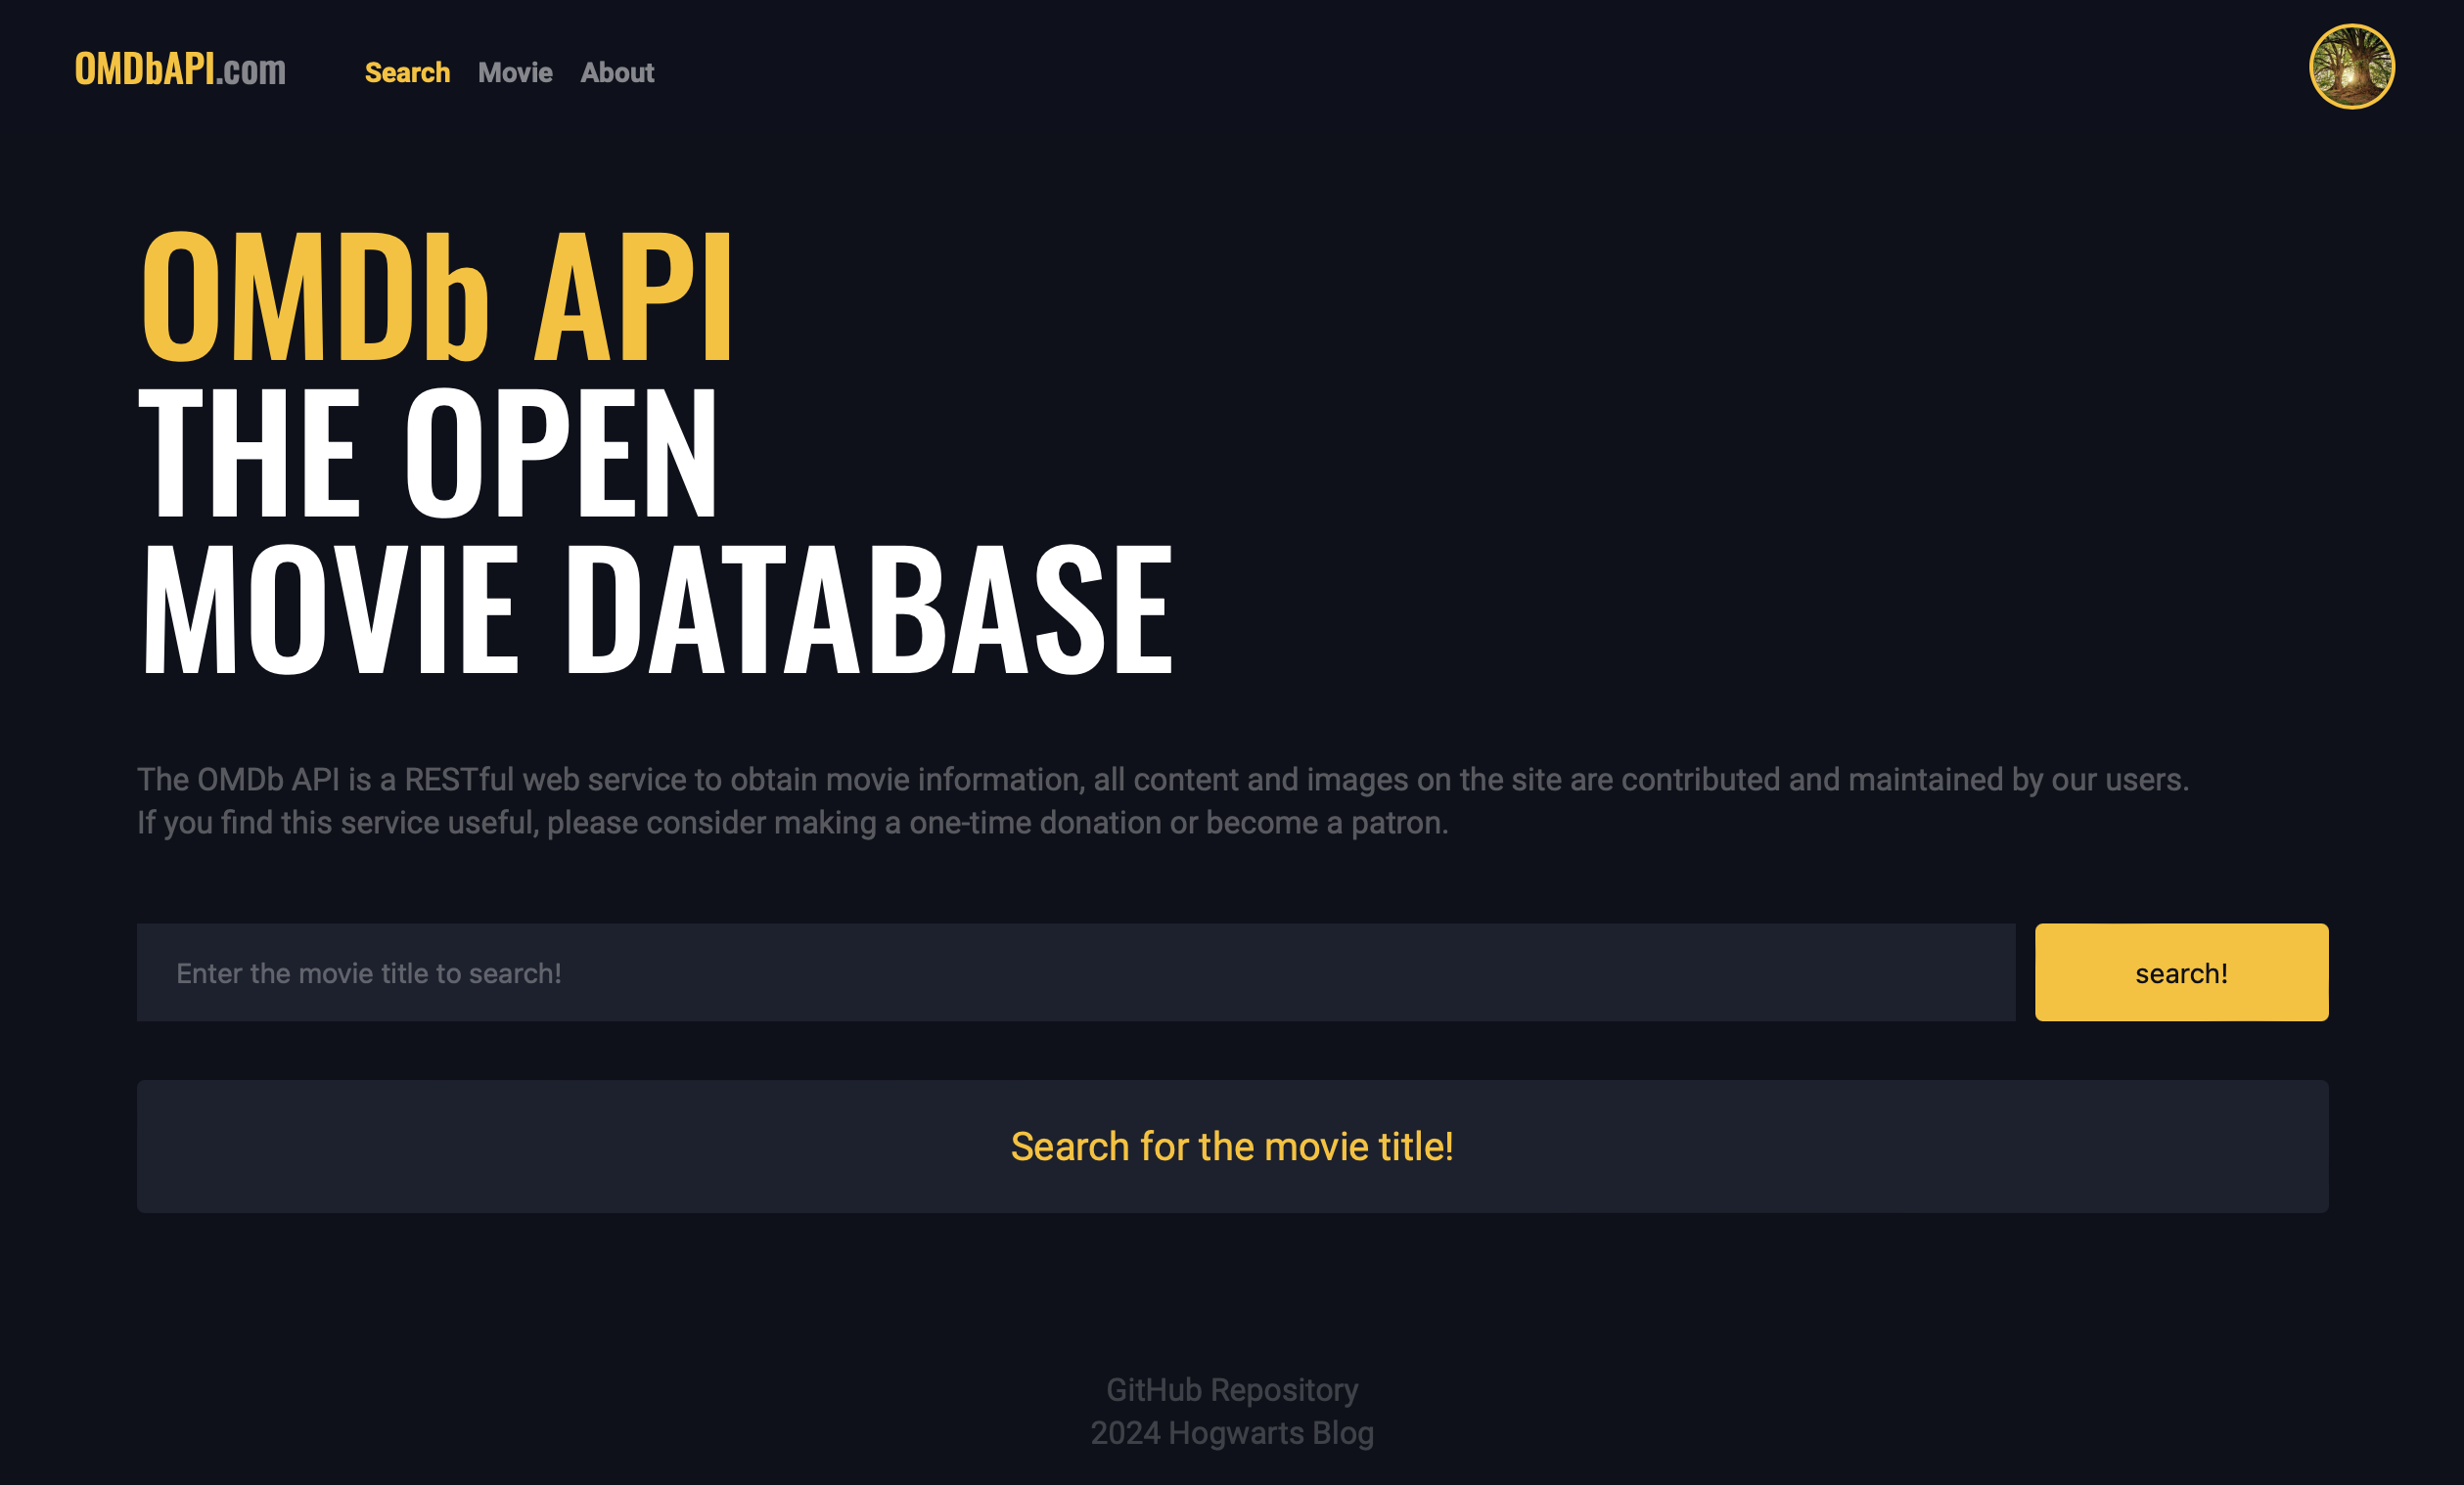 OMDbAPI.com
Search Movie About
OMDb API
THE OPEN
MOVIE DATABASE
The OMDb API is a RESTful web service to obtain movie information, all content and images on the site are contributed and maintained by our users.
If you find this service useful, please consider making a one-time donation or become a patron.
Enter the movie title to search!
search!
Search for the movie title!
GitHub Repository
2024 Hogwarts Blog